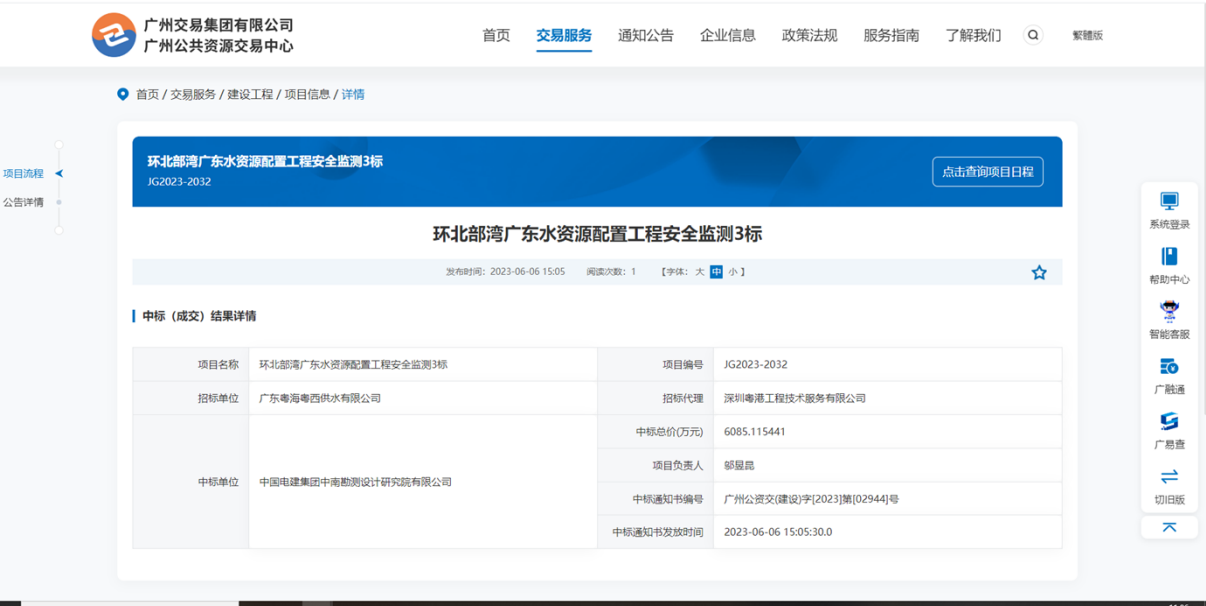 广州交易集团有限公司
广州公共资源交易中心
首页 交易服务 通知公告 企业信息 政策法规 服务指南 了解我们 繁體版
首页 / 交易服务 / 建设工程 / 项目信息 / 详情
项目流程
公告详情
环北部湾广东水资源配置工程安全监测3标
JG2023-2032
点击查询项目日程
环北部湾广东水资源配置工程安全监测3标
发布时间：2023-06-06 15:05 阅读次数：1 【字体：大 中 小 】
中标（成交）结果详情
项目名称 环北部湾广东水资源配置工程安全监测3标 项目编号 JG2023-2032
招标单位 广东粤海粤西供水有限公司 招标代理 深圳粤港工程技术服务有限公司
中标单位 中国电建集团中南勘测设计研究院有限公司
中标总价(万元) 6085.115441
项目负责人 邬昱昆
中标通知书编号 广州公资交(建设)字[2023]第[02944]号
中标通知书发放时间 2023-06-06 15:05:30.0
系统登录
帮助中心
智能客服
广融通
广易查
切旧版